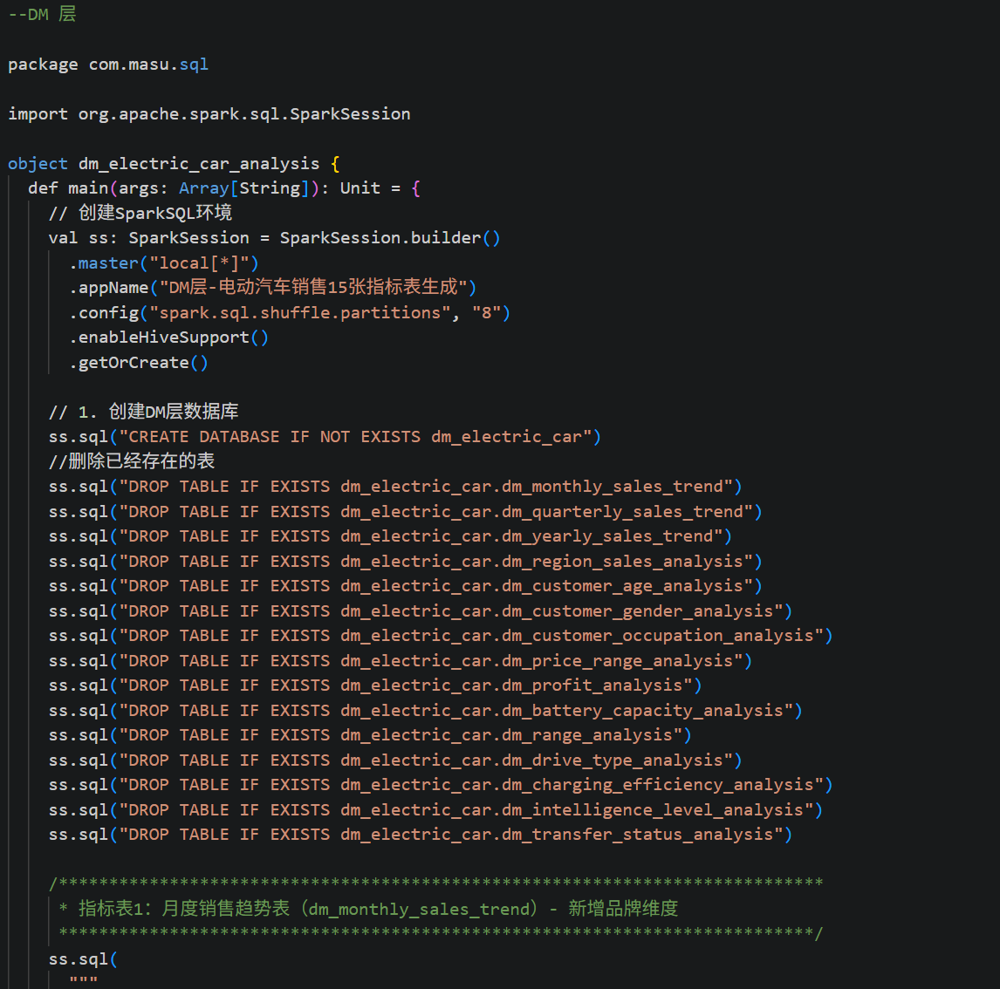 --DM 层
package com.masu.sql
import org.apache.spark.sql.SparkSession
object dm_electric_car_analysis {
def main(args: Array[String]): Unit = {
// 创建SparkSQL环境
val ss: SparkSession = SparkSession.builder()
.master("local[*]")
.appName("DM层-电动汽车销售15张指标表生成")
.config("spark.sql.shuffle.partitions", "8")
.enableHiveSupport()
.getOrCreate()
// 1. 创建DM层数据库
ss.sql("CREATE DATABASE IF NOT EXISTS dm_electric_car")
//删除已经存在的表
ss.sql("DROP TABLE IF EXISTS dm_electric_car.dm_monthly_sales_trend")
ss.sql("DROP TABLE IF EXISTS dm_electric_car.dm_quarterly_sales_trend")
ss.sql("DROP TABLE IF EXISTS dm_electric_car.dm_yearly_sales_trend")
ss.sql("DROP TABLE IF EXISTS dm_electric_car.dm_region_sales_analysis")
ss.sql("DROP TABLE IF EXISTS dm_electric_car.dm_customer_age_analysis")
ss.sql("DROP TABLE IF EXISTS dm_electric_car.dm_customer_gender_analysis")
ss.sql("DROP TABLE IF EXISTS dm_electric_car.dm_customer_occupation_analysis")
ss.sql("DROP TABLE IF EXISTS dm_electric_car.dm_price_range_analysis")
ss.sql("DROP TABLE IF EXISTS dm_electric_car.dm_profit_analysis")
ss.sql("DROP TABLE IF EXISTS dm_electric_car.dm_battery_capacity_analysis")
ss.sql("DROP TABLE IF EXISTS dm_electric_car.dm_range_analysis")
ss.sql("DROP TABLE IF EXISTS dm_electric_car.dm_drive_type_analysis")
ss.sql("DROP TABLE IF EXISTS dm_electric_car.dm_charging_efficiency_analysis")
ss.sql("DROP TABLE IF EXISTS dm_electric_car.dm_intelligence_level_analysis")
ss.sql("DROP TABLE IF EXISTS dm_electric_car.dm_transfer_status_analysis")
/****************************************************************************
* 指标表1：月度销售趋势表（dm_monthly_sales_trend）- 新增品牌维度
***************************************************************************/
ss.sql(
"""